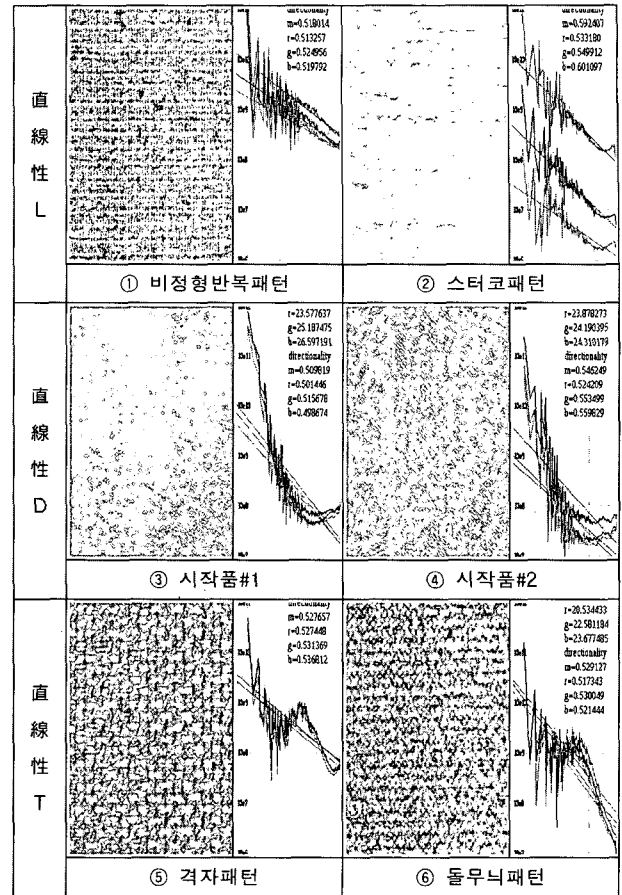 直線性L
directionality
m=0.518014
r=0.513257
g=0.524956
b=0.519792
directionality
m=0.592407
r=0.533180
g=0.549912
b=0.601097
① 비정형반복패턴
② 스터코패턴
直線性D
r=23.577637
g=25.187475
b=26.597191
directionality
m=0.509819
r=0.501446
g=0.515678
b=0.498674
r=23.878273
g=24.190395
b=24.310179
directionality
m=0.546249
r=0.524209
g=0.553499
b=0.559829
③ 시작품#1
④ 시작품#2
直線性T
m=0.527657
r=0.527448
g=0.531369
b=0.536812
r=20.534433
g=22.581184
b=23.677485
directionality
m=0.529127
r=0.517343
g=0.530049
b=0.521444
⑤ 격자패턴
⑥ 돌무늬패턴